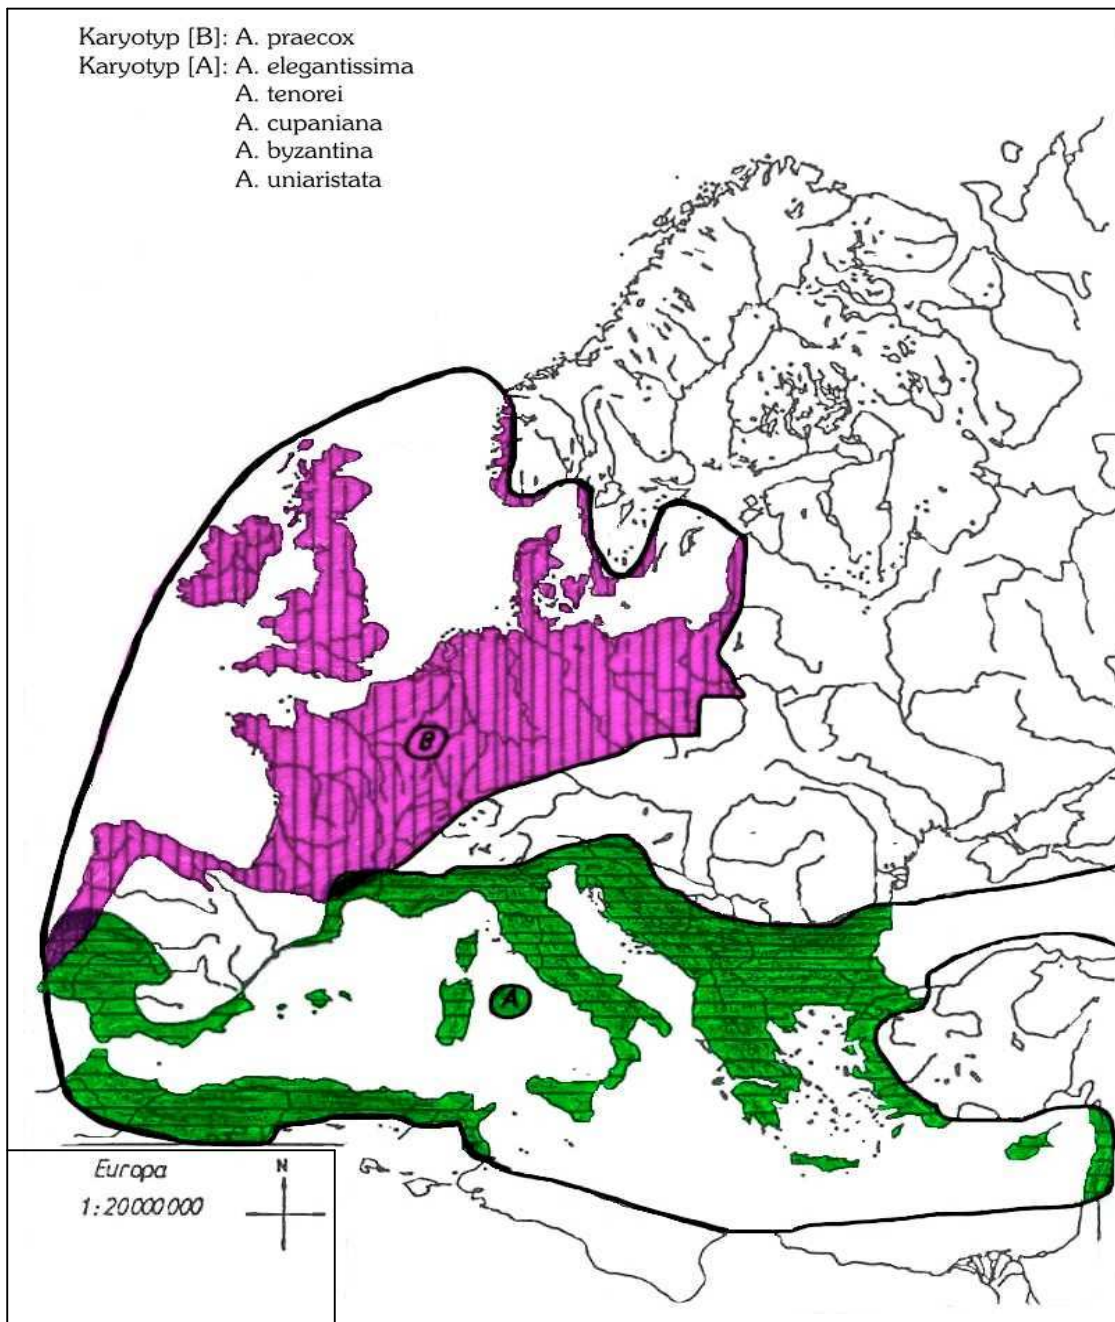 Karyotyp [B]: A. praecox
Karyotyp [A]: A. elegantissima
A. tenorei
A. cupaniana
A. byzantina
A. uniaristata
B
A
Europa
1:20000000
N